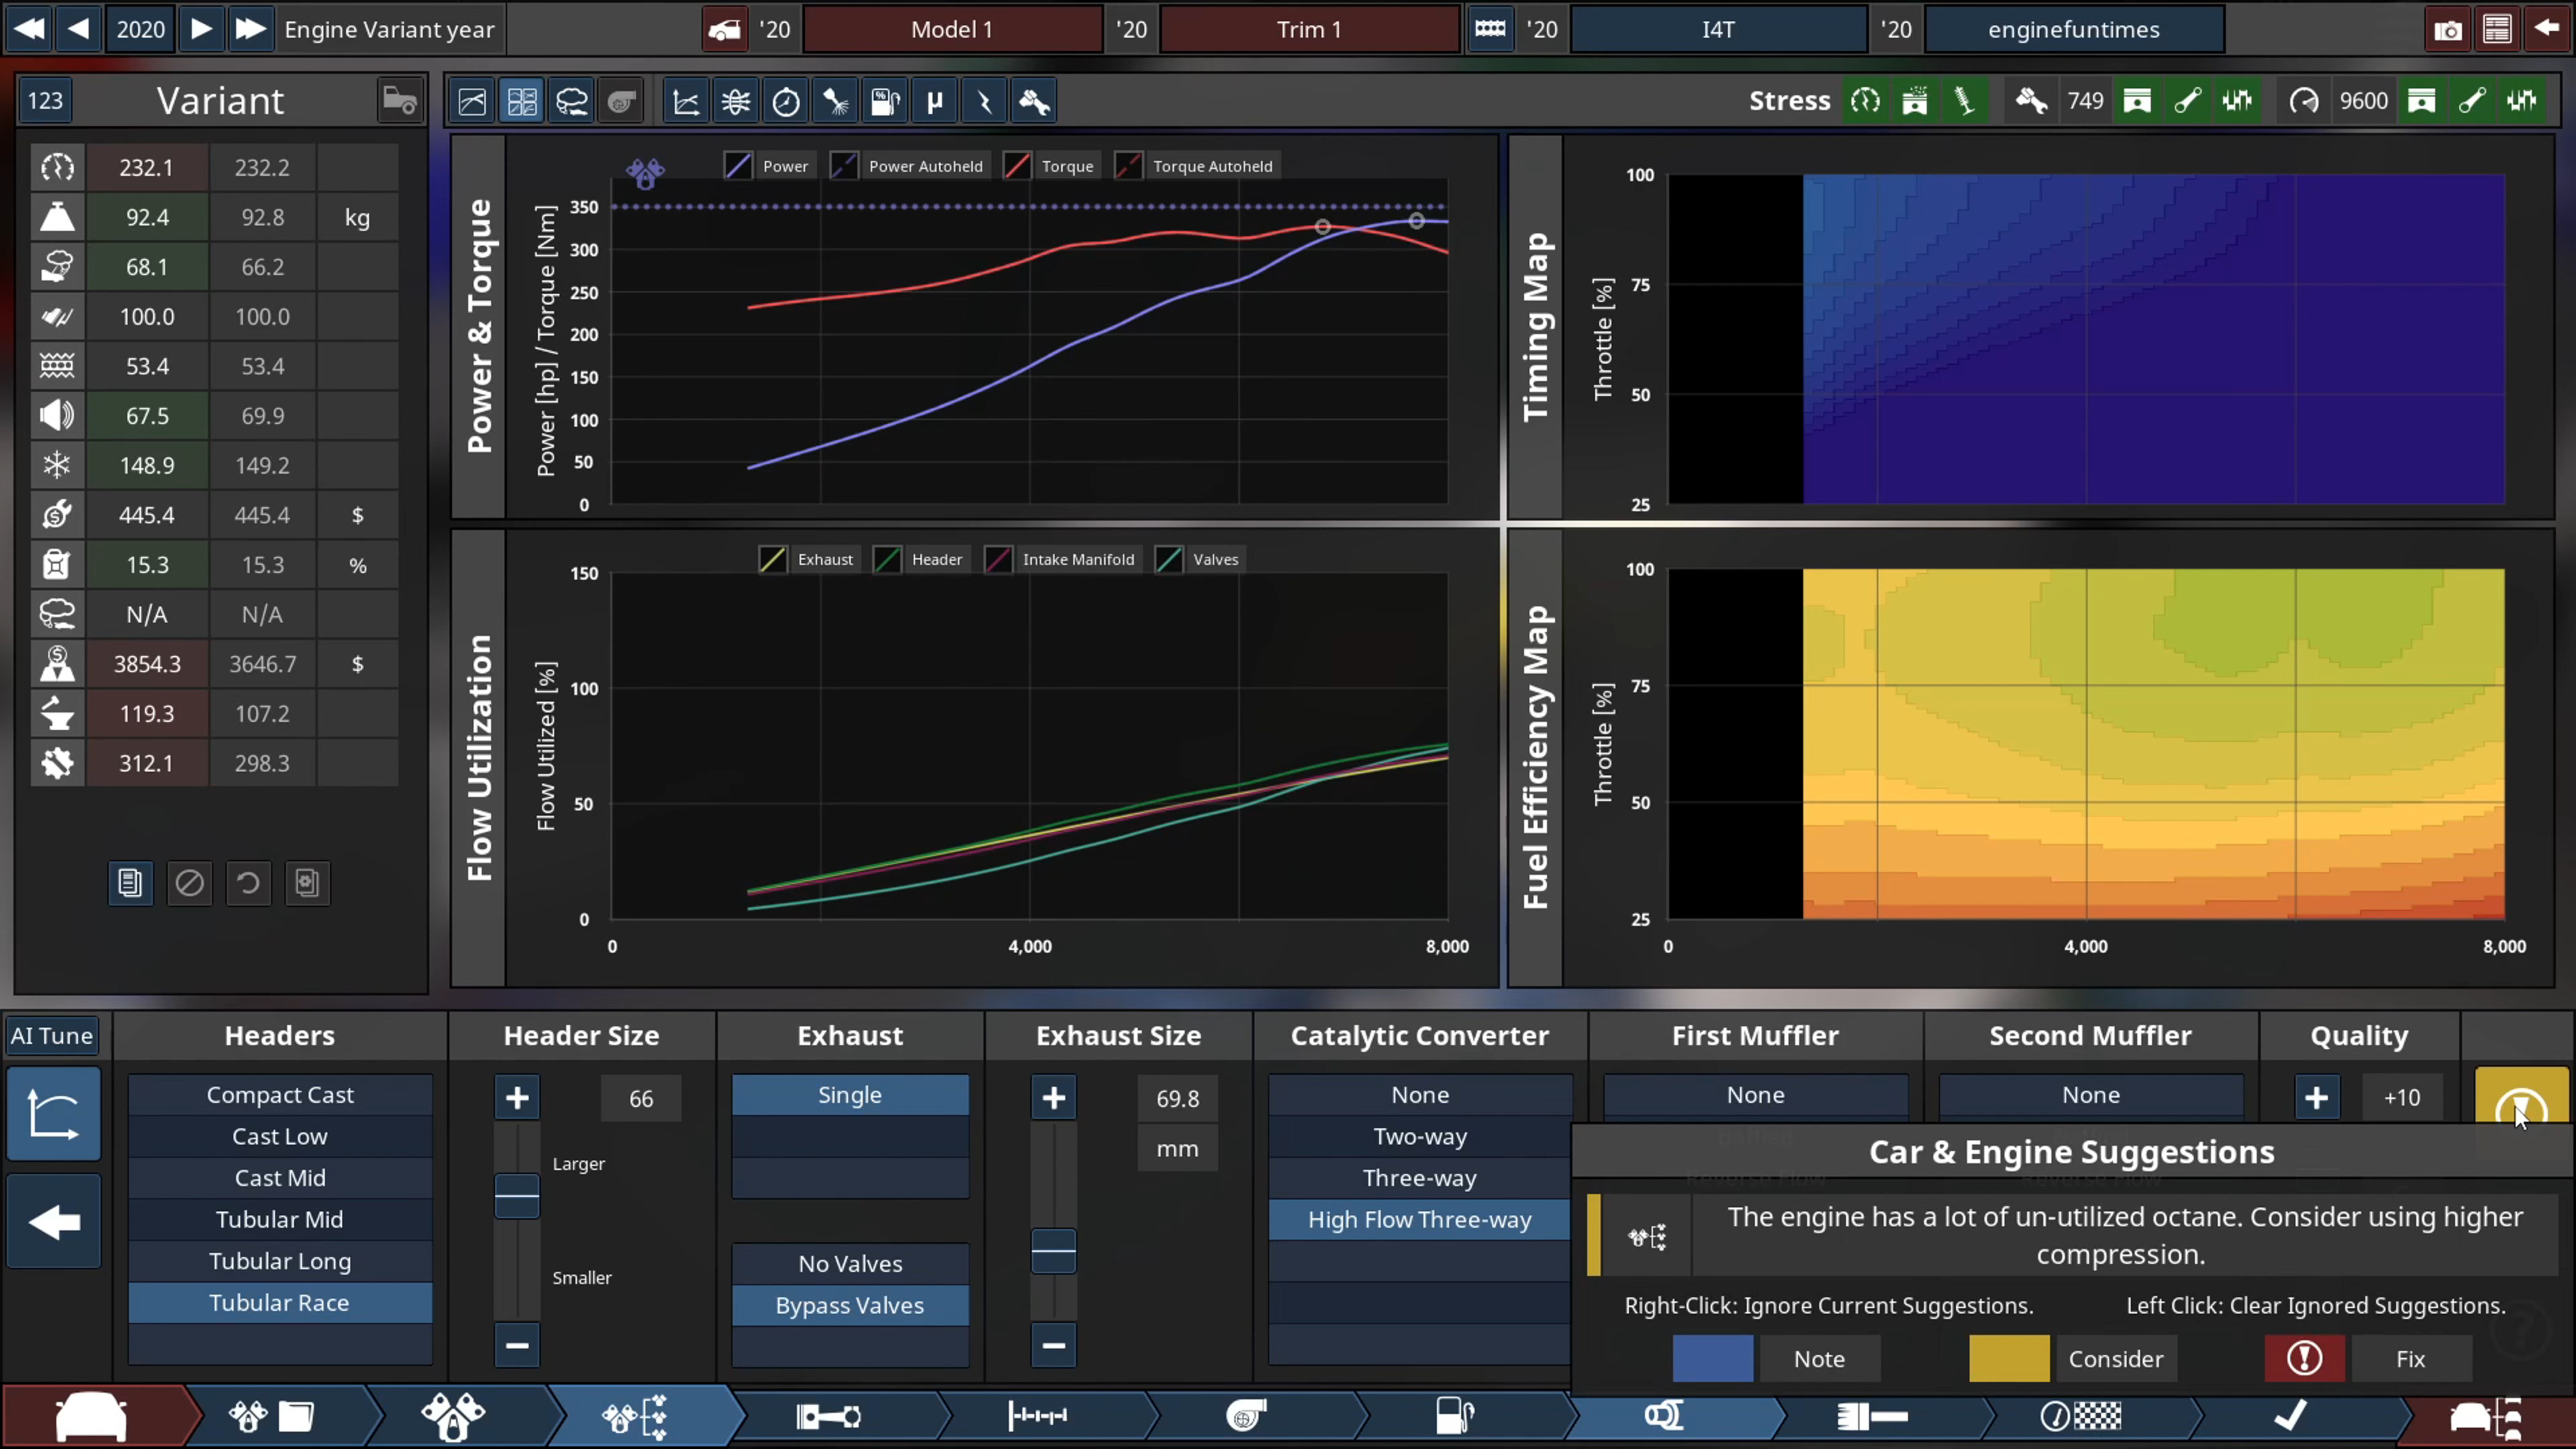 2020
Engine Variant year
'20
Model 1
'20
Trim 1
'20
I4T
'20
enginefuntimes
123
Variant
Stress
749
9600
232.1 232.2
92.4 92.8 kg
68.1 66.2
100.0 100.0
53.4 53.4
67.5 69.9
148.9 149.2
445.4 445.4 $
15.3 15.3 %
N/A N/A
3854.3 3646.7 $
119.3 107.2
312.1 298.3
Power & Torque
Power [hp] / Torque [Nm]
Power
Power Autoheld
Torque
Torque Autoheld
350
300
250
200
150
100
50
0
Timing Map
Throttle [%]
100
75
50
25
Flow Utilization
Flow Utilized [%]
Exhaust
Header
Intake Manifold
Valves
150
100
50
0
0
4,000
8,000
Fuel Efficiency Map
Throttle [%]
100
75
50
25
0
4,000
8,000
AI Tune
Headers
Compact Cast
Cast Low
Cast Mid
Tubular Mid
Tubular Long
Tubular Race
Header Size
66
Larger
Smaller
Exhaust
Single
No Valves
Bypass Valves
Exhaust Size
69.8
mm
Catalytic Converter
None
Two-way
Three-way
High Flow Three-way
First Muffler
None
Reverse Flow
Second Muffler
None
Reverse Flow
Quality
+10
Car & Engine Suggestions
The engine has a lot of un-utilized octane. Consider using higher
compression.
Right-Click: Ignore Current Suggestions.
Left Click: Clear Ignored Suggestions.
Note
Consider
Fix